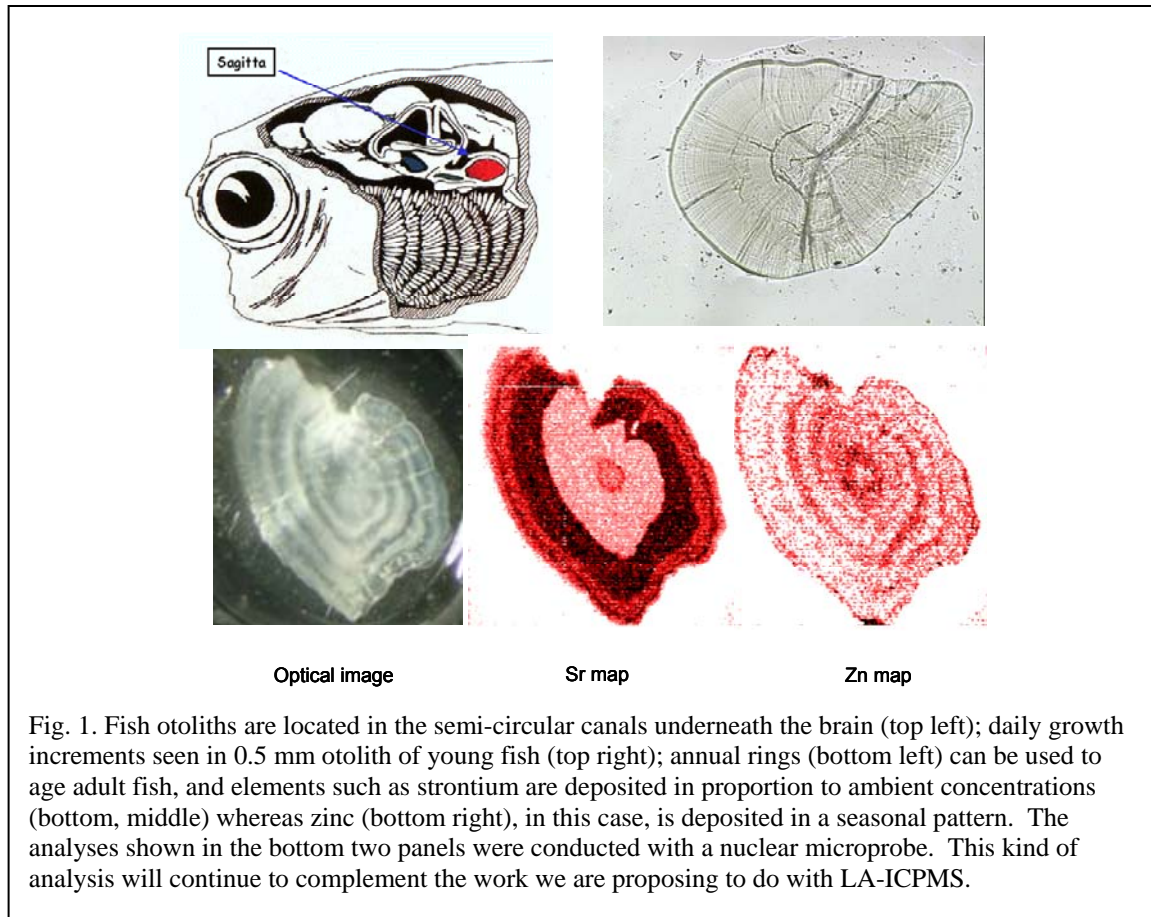 Sagitta
Optical image Sr map Zn map
Fig. 1. Fish otoliths are located in the semi-circular canals underneath the brain (top left); daily growth
increments seen in 0.5 mm otolith of young fish (top right); annual rings (bottom left) can be used to
age adult fish, and elements such as strontium are deposited in proportion to ambient concentrations
(bottom, middle) whereas zinc (bottom right), in this case, is deposited in a seasonal pattern. The
analyses shown in the bottom two panels were conducted with a nuclear microprobe. This kind of
analysis will continue to complement the work we are proposing to do with LA-ICPMS.